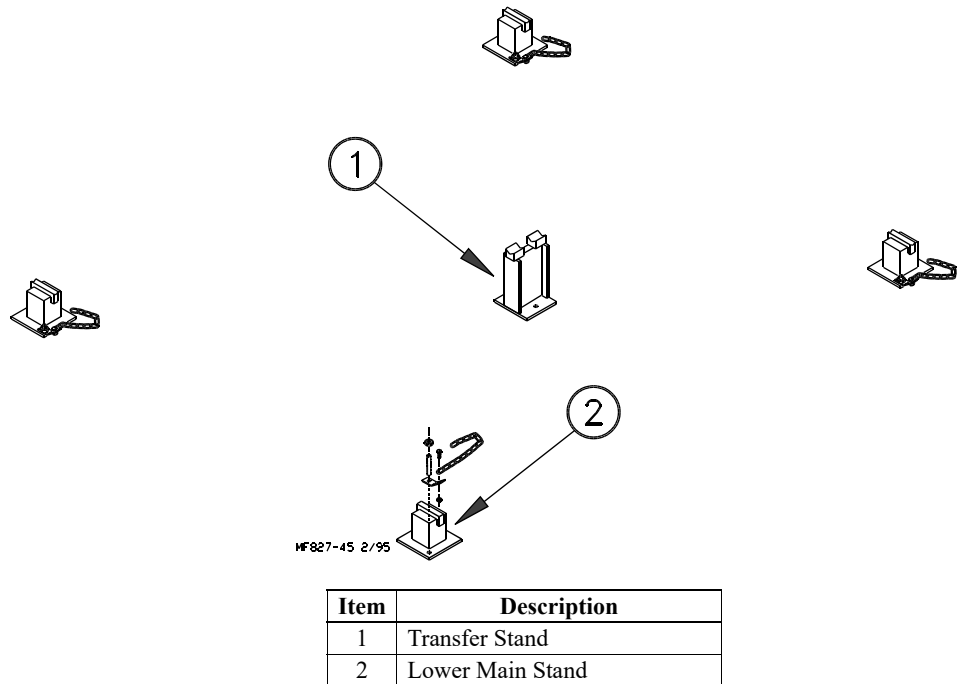 1
2
MF827-45 2/95
Item Description
1 Transfer Stand
2 Lower Main Stand